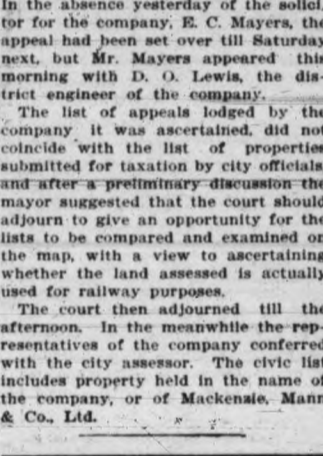 In the absence yesterday of the solici-
tor for the company, E. C. Mayers, the
appeal had been set over till Saturday
next, but Mr. Mayers appeared this
morning with D. O. Lewis, the dis-
trict engineer of the company.
The list of appeals lodged by the
company it was ascertained, did not
coincide with the list of properties
submitted for taxation by city officials
and after a preliminary discussion the
mayor suggested that the court should
adjourn to give an opportunity for the
lists to be compared and examined on
the map, with a view to ascertaining
whether the land assessed is actually
used for railway purposes.
The court then adjourned till the
afternoon. In the meanwhile the rep-
resentatives of the company conferred
with the city assessor. The civic list
includes property held in the name of
the company, or of Mackensie, Mann
& Co., Ltd.